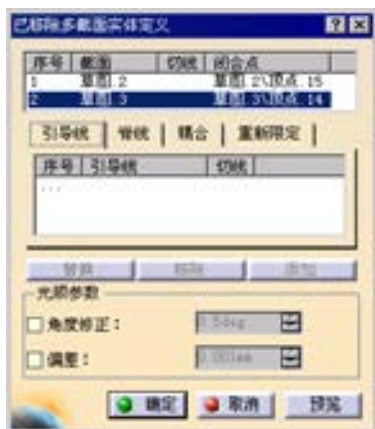 已移除多截面实体定义
序号 截面 切线 闭合点
1 草图.2 草图.2\顶点.15
2 草图.3 草图.3\顶点.14
引导线 脊线 耦合 重新限定
序号 引导线 切线
...
替换 移除 添加
光顺参数
角度修正： 0.5deg
偏差： 0.001mm
确定 取消 预览